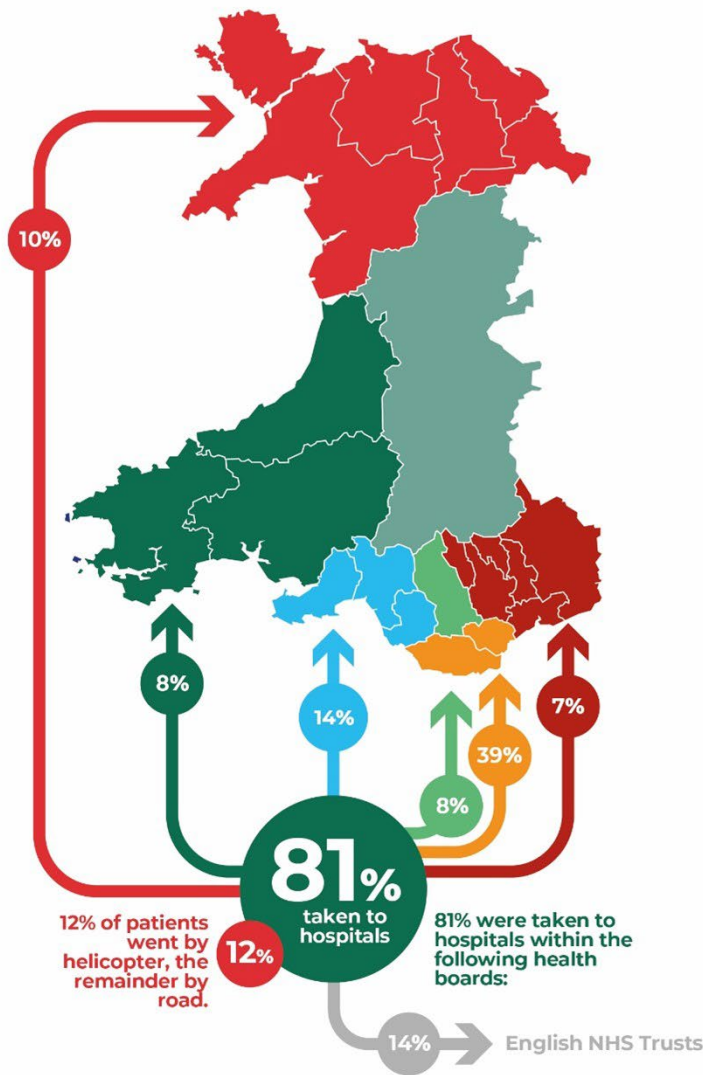 10%
8%
14%
8%
39%
7%
81%
taken to
hospitals
12% of patients
went by
helicopter, the
remainder by
road.
12%
81% were taken to
hospitals within the
following health
boards:
14%
English NHS Trusts